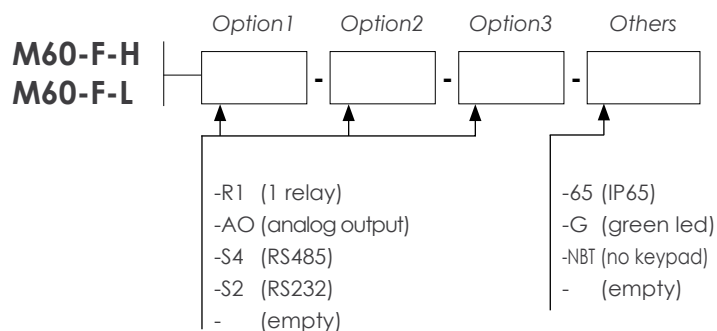 Option1 Option2 Option3 Others
M60-F-H
M60-F-L
- - -
-R1 (1 relay)
-AO (analog output)
-S4 (RS485)
-S2 (RS232)
- (empty)
-65 (IP65)
-G (green led)
-NBT (no keypad)
- (empty)